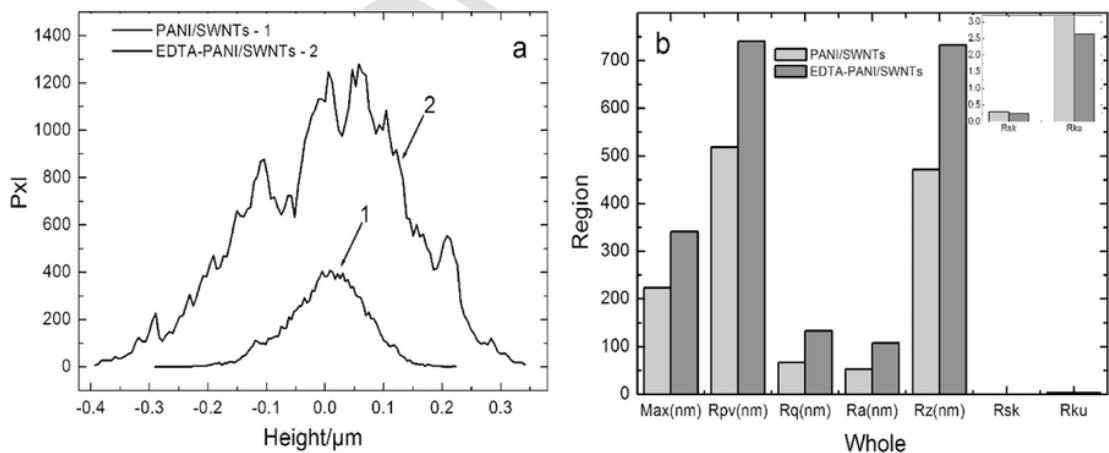 PANI/SWNTs - 1
EDTA-PANI/SWNTs - 2
a
1400
1200
1000
800
600
400
200
0
Pxl
2
1
-0.4 -0.3 -0.2 -0.1 0.0 0.1 0.2 0.3
Height/μm
b
PANI/SWNTs
EDTA-PANI/SWNTs
700
600
500
400
300
200
100
0
Region
3.0
2.5
2.0
1.5
1.0
0.5
0.0
Rsk Rku
Max(nm) Rpv(nm) Rq(nm) Ra(nm) Rz(nm) Rsk Rku
Whole